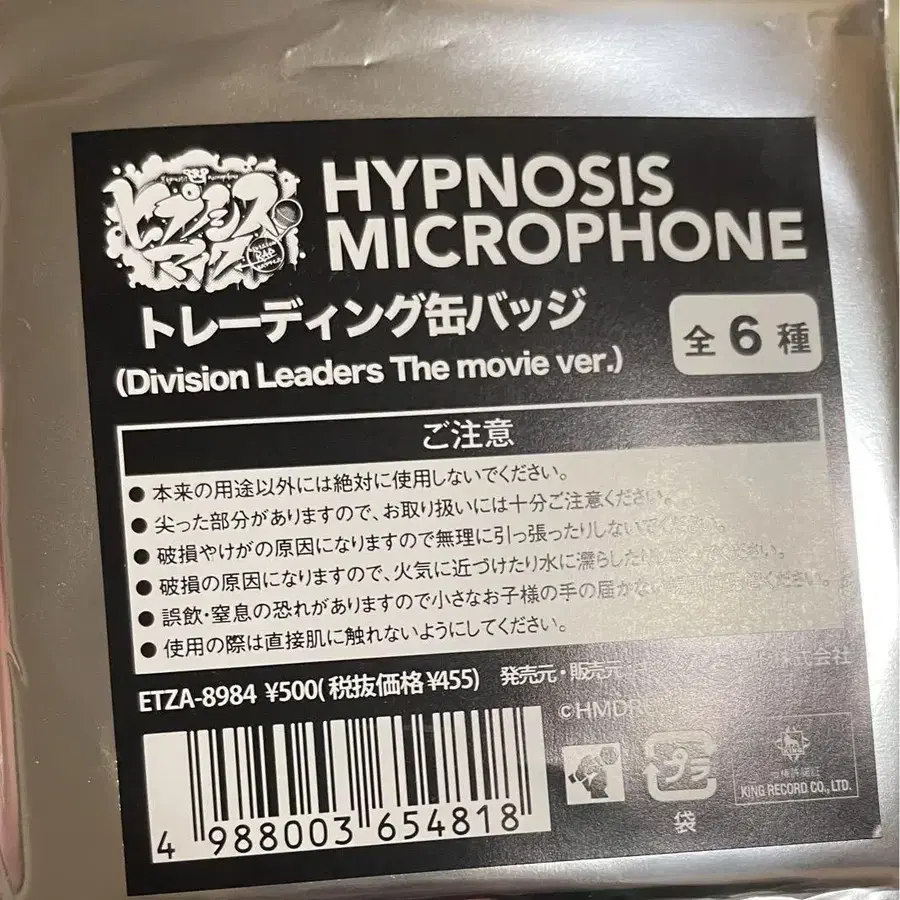 ヒプノシスマイク
HYPNOSIS
MICROPHONE
トレーディング缶バッジ
(Division Leaders The movie ver.)
全6種
ご注意
●本来の用途以外には絶対に使用しないでください。
●尖った部分がありますので、お取り扱いには十分ご注意ください。
●破損やけがの原因になりますので無理に引っ張ったりしないでください。
●破損の原因になりますので、火気に近づけたり水に濡らしたり
●誤飲・窒息の恐れがありますので小さなお子様の手の届かない
●使用の際は直接肌に触れないようにしてください。
ETZA-8984 ¥500(税抜価格¥455) 発売元・販売元
©HMDR
プラ
袋
KING RECORD CO., LTD.
4 988003 654818